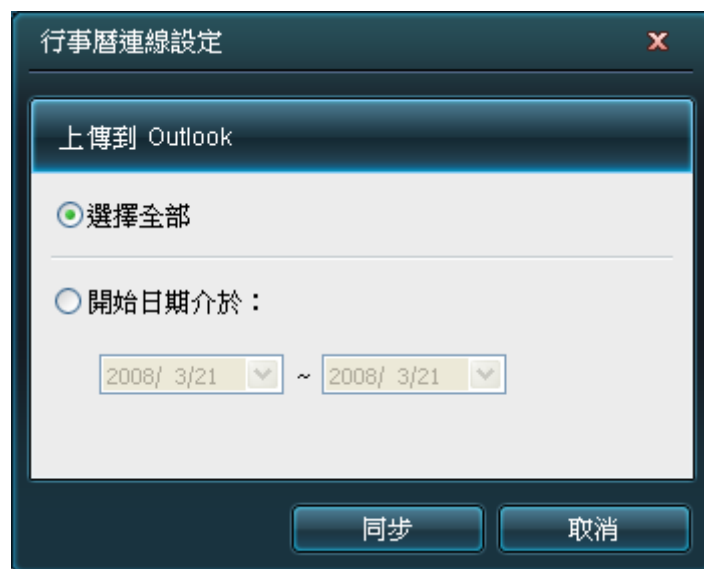 行事曆連線設定
上傳到 Outlook
選擇全部
開始日期介於：
2008/ 3/21 ~ 2008/ 3/21
同步 取消